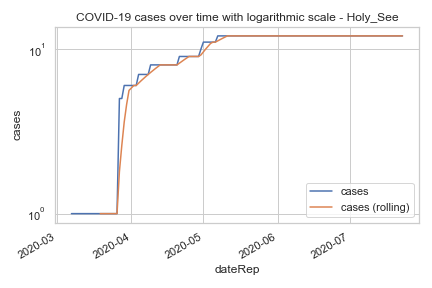 COVID-19 cases over time with logarithmic scale - Holy_See
10¹
10⁰
cases
2020-03
2020-04
2020-05
2020-06
2020-07
dateRep
cases
cases (rolling)